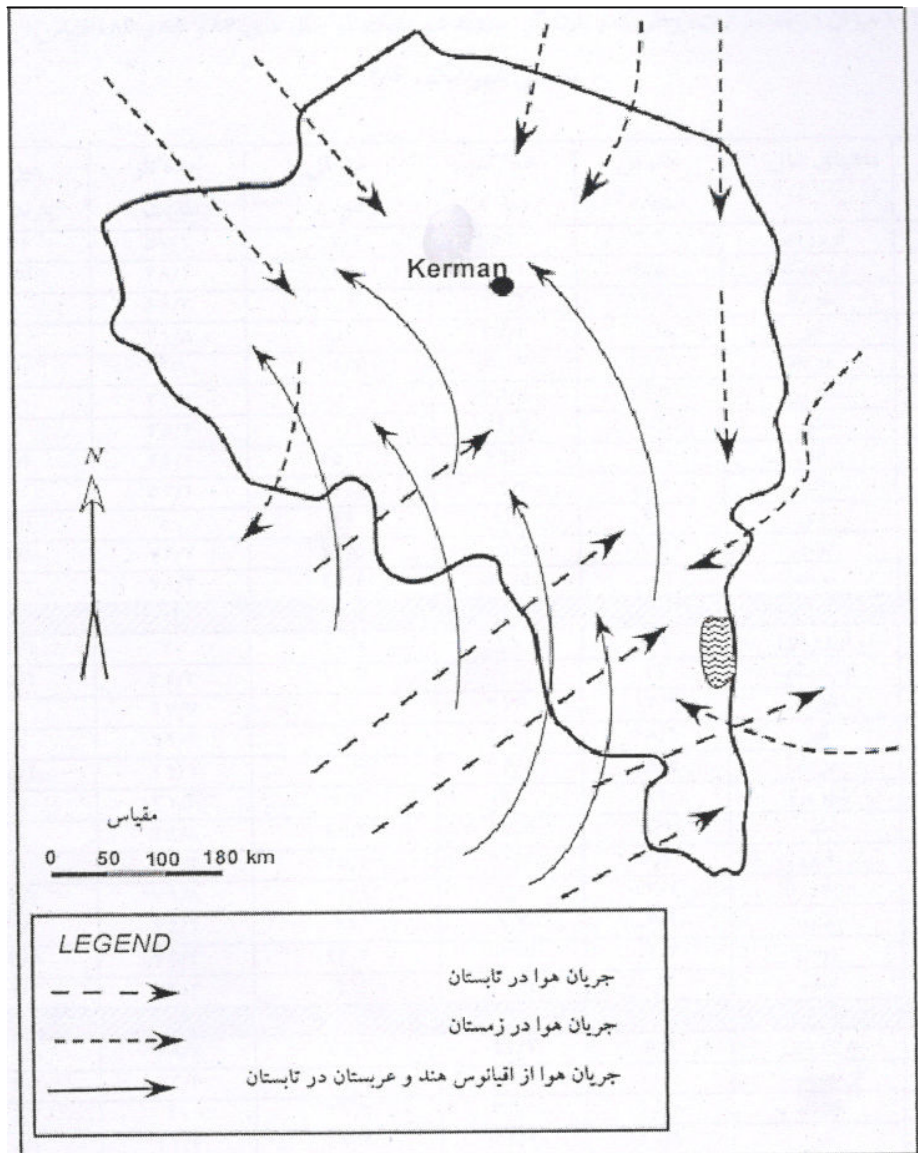 Kerman
N
مقیاس
0 50 100 180 km
LEGEND
جریان هوا در تابستان
جریان هوا در زمستان
جریان هوا از اقیانوس هند و عربستان در تابستان